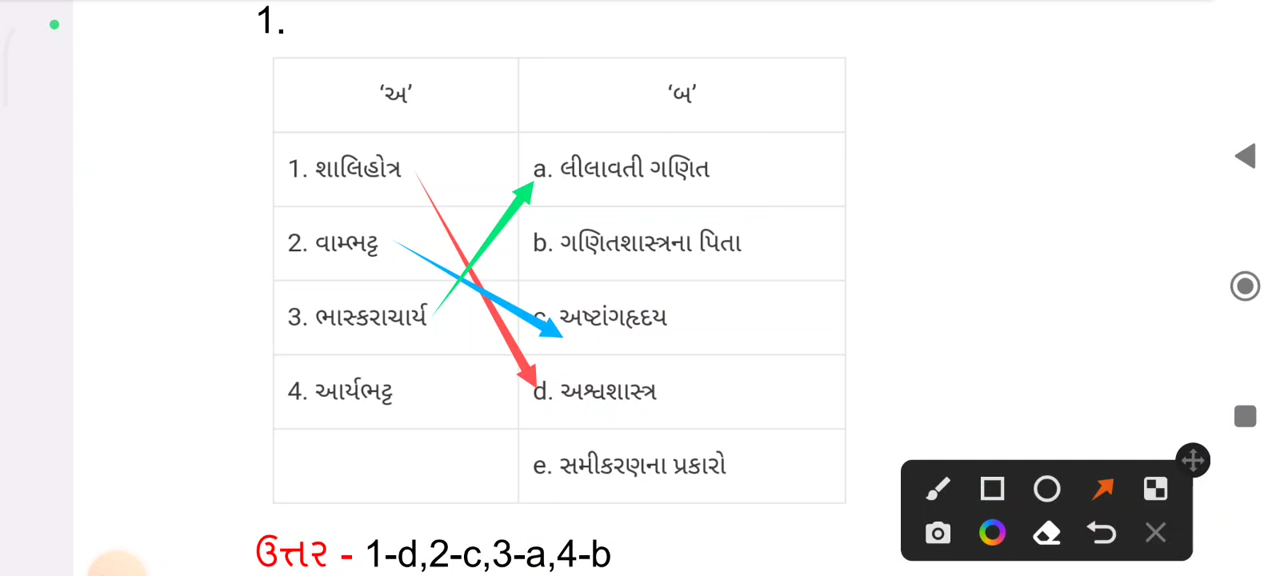 1.
‘અ’ ‘બ’
1. શાલિહોત્ર a. લીલાવતી ગણિત
2. વામ્ભટ્ટ b. ગણિતશાસ્ત્રના પિતા
3. ભાસ્કરાચાર્ય c. અષ્ટાંગહૃદય
4. આર્યભટ્ટ d. અશ્વશાસ્ત્ર
e. સમીકરણના પ્રકારો
ઉત્તર - 1-d,2-c,3-a,4-b